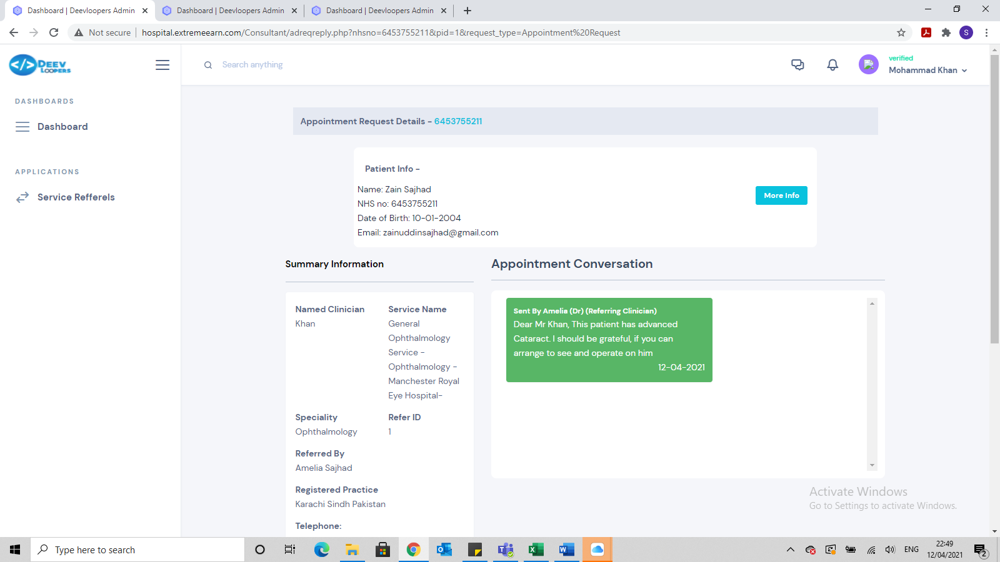 Dashboard | Deevloopers Admin
Dashboard | Deevloopers Admin
Dashboard | Deevloopers Admin
Not secure
hospital.extremeearn.com/Consultant/adreqreply.php?nhsno=6453755211&pid=1&request_type=Appointment%20Request
S
</> DEEV
LOOPERS
Search anything
verified
Mohammad Khan
DASHBOARDS
Dashboard
APPLICATIONS
Service Refferels
Appointment Request Details - 6453755211
Patient Info -
Name: Zain Sajhad
NHS no: 6453755211
Date of Birth: 10-01-2004
Email: zainuddinsajhad@gmail.com
More Info
Summary Information
Named Clinician
Khan
Service Name
General
Ophthalmology
Service -
Ophthalmology -
Manchester Royal
Eye Hospital-
Speciality
Ophthalmology
Refer ID
1
Referred By
Amelia Sajhad
Registered Practice
Karachi Sindh Pakistan
Telephone:
Appointment Conversation
Sent By Amelia (Dr) (Referring Clinician)
Dear Mr Khan, This patient has advanced
Cataract. I should be grateful, if you can
arrange to see and operate on him
12-04-2021
Activate Windows
Go to Settings to activate Windows.
Type here to search
ENG
22:49
12/04/2021
2